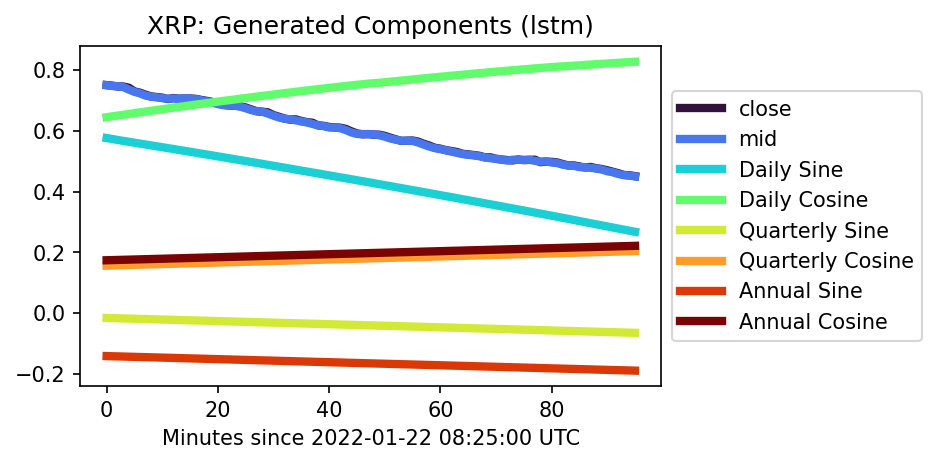 XRP: Generated Components (lstm)
0.8
0.6
0.4
0.2
0.0
−0.2
0 20 40 60 80
Minutes since 2022-01-22 08:25:00 UTC
close
mid
Daily Sine
Daily Cosine
Quarterly Sine
Quarterly Cosine
Annual Sine
Annual Cosine